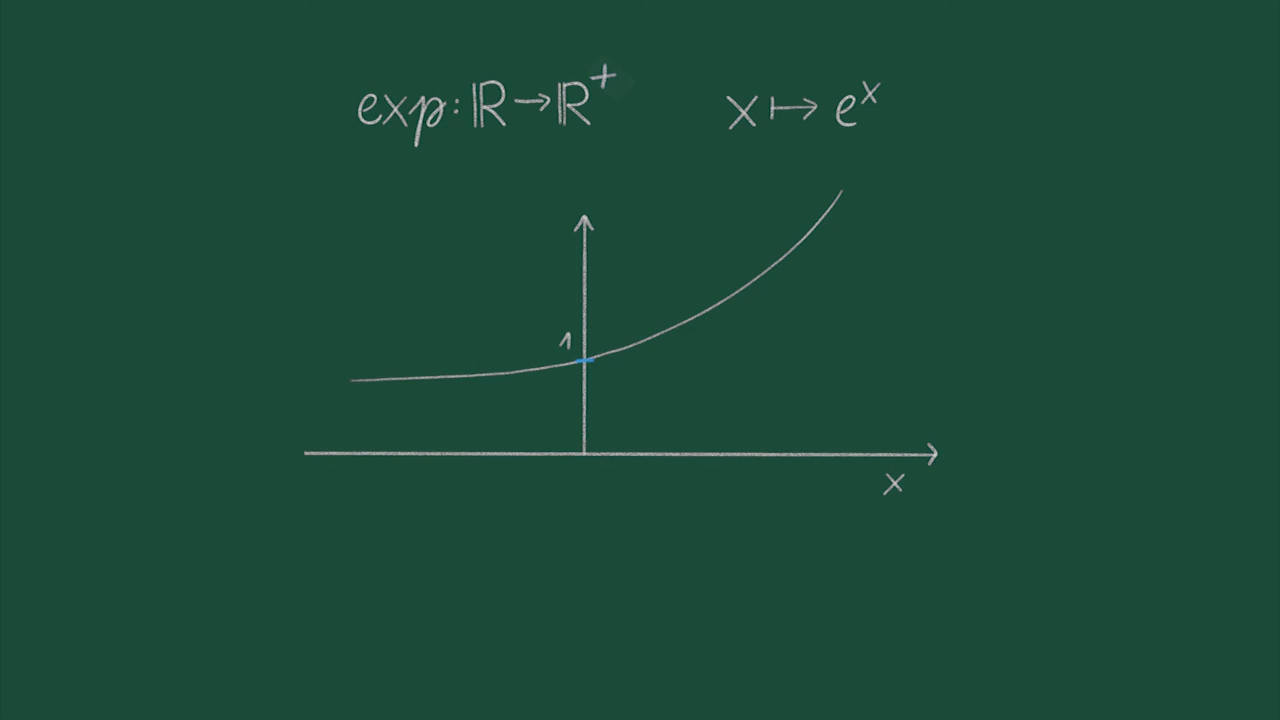 exp: ℝ → ℝ⁺   x ↦ eˣ
1
x